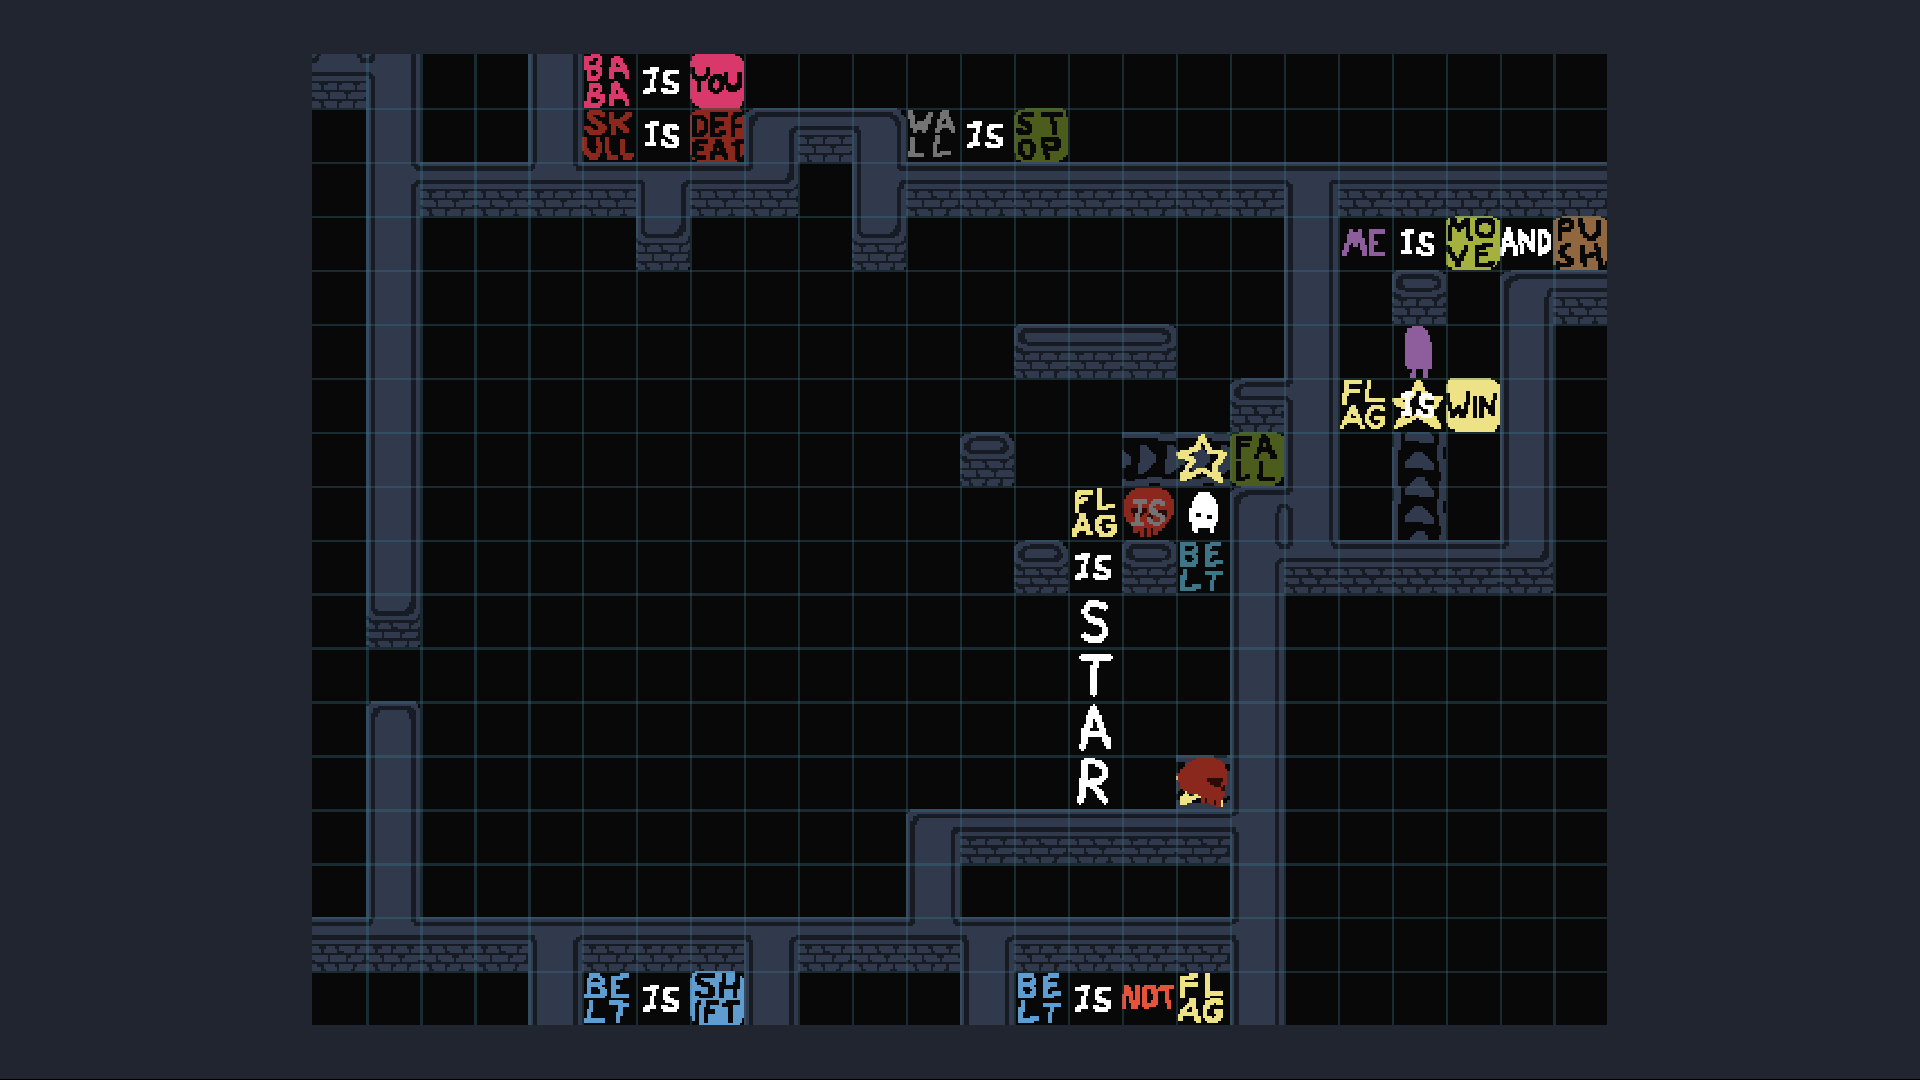 BABA IS YOU
SKULL IS DEFEAT
WALL IS STOP
ME IS MOVE AND PUSH
FLAG IS WIN
FALL
FLAG IS
IS BELT
S
T
A
R
BELT IS SHIFT
BELT IS NOT FLAG